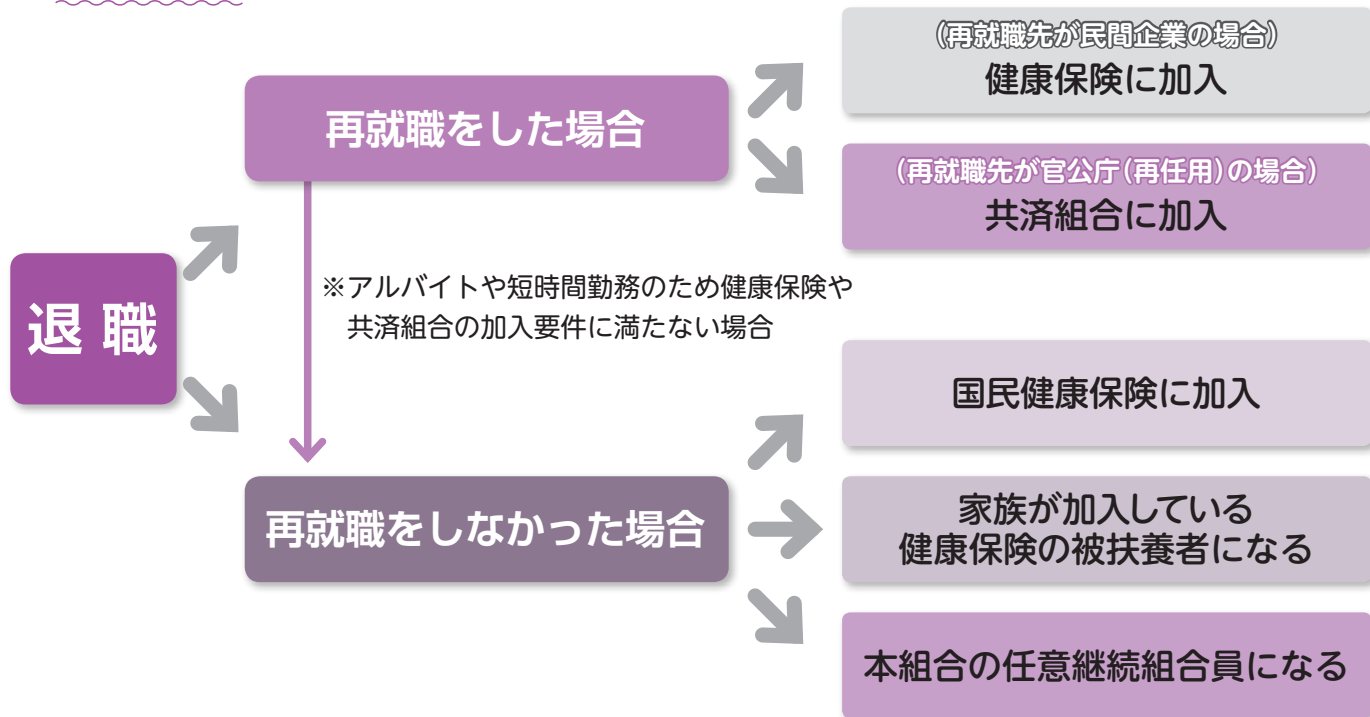 退職
再就職をした場合
(再就職先が民間企業の場合)
健康保険に加入
(再就職先が官公庁(再任用)の場合)
共済組合に加入
※アルバイトや短時間勤務のため健康保険や
共済組合の加入要件に満たない場合
再就職をしなかった場合
国民健康保険に加入
家族が加入している
健康保険の被扶養者になる
本組合の任意継続組合員になる